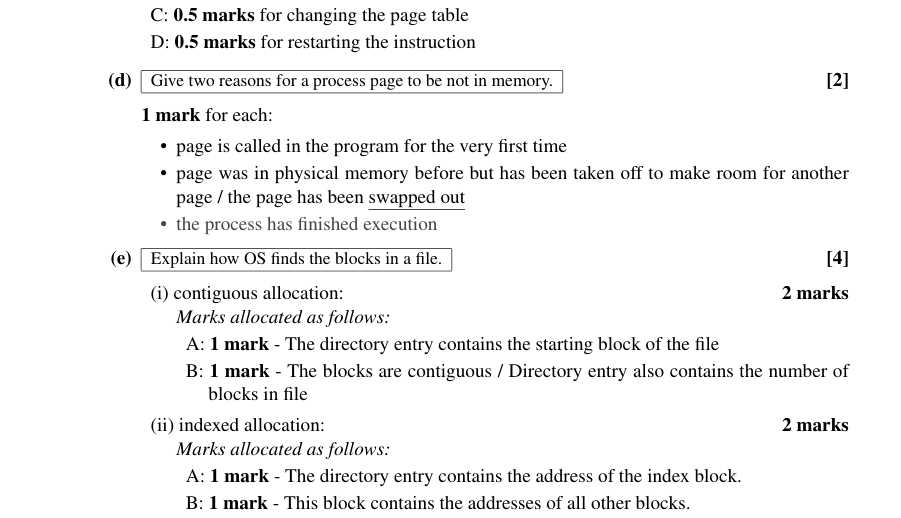 C: 0.5 marks for changing the page table
D: 0.5 marks for restarting the instruction
(d) Give two reasons for a process page to be not in memory. [2]
1 mark for each:
• page is called in the program for the very first time
• page was in physical memory before but has been taken off to make room for another
page / the page has been swapped out
• the process has finished execution
(e) Explain how OS finds the blocks in a file. [4]
(i) contiguous allocation: 2 marks
Marks allocated as follows:
A: 1 mark - The directory entry contains the starting block of the file
B: 1 mark - The blocks are contiguous / Directory entry also contains the number of
blocks in file
(ii) indexed allocation: 2 marks
Marks allocated as follows:
A: 1 mark - The directory entry contains the address of the index block.
B: 1 mark - This block contains the addresses of all other blocks.